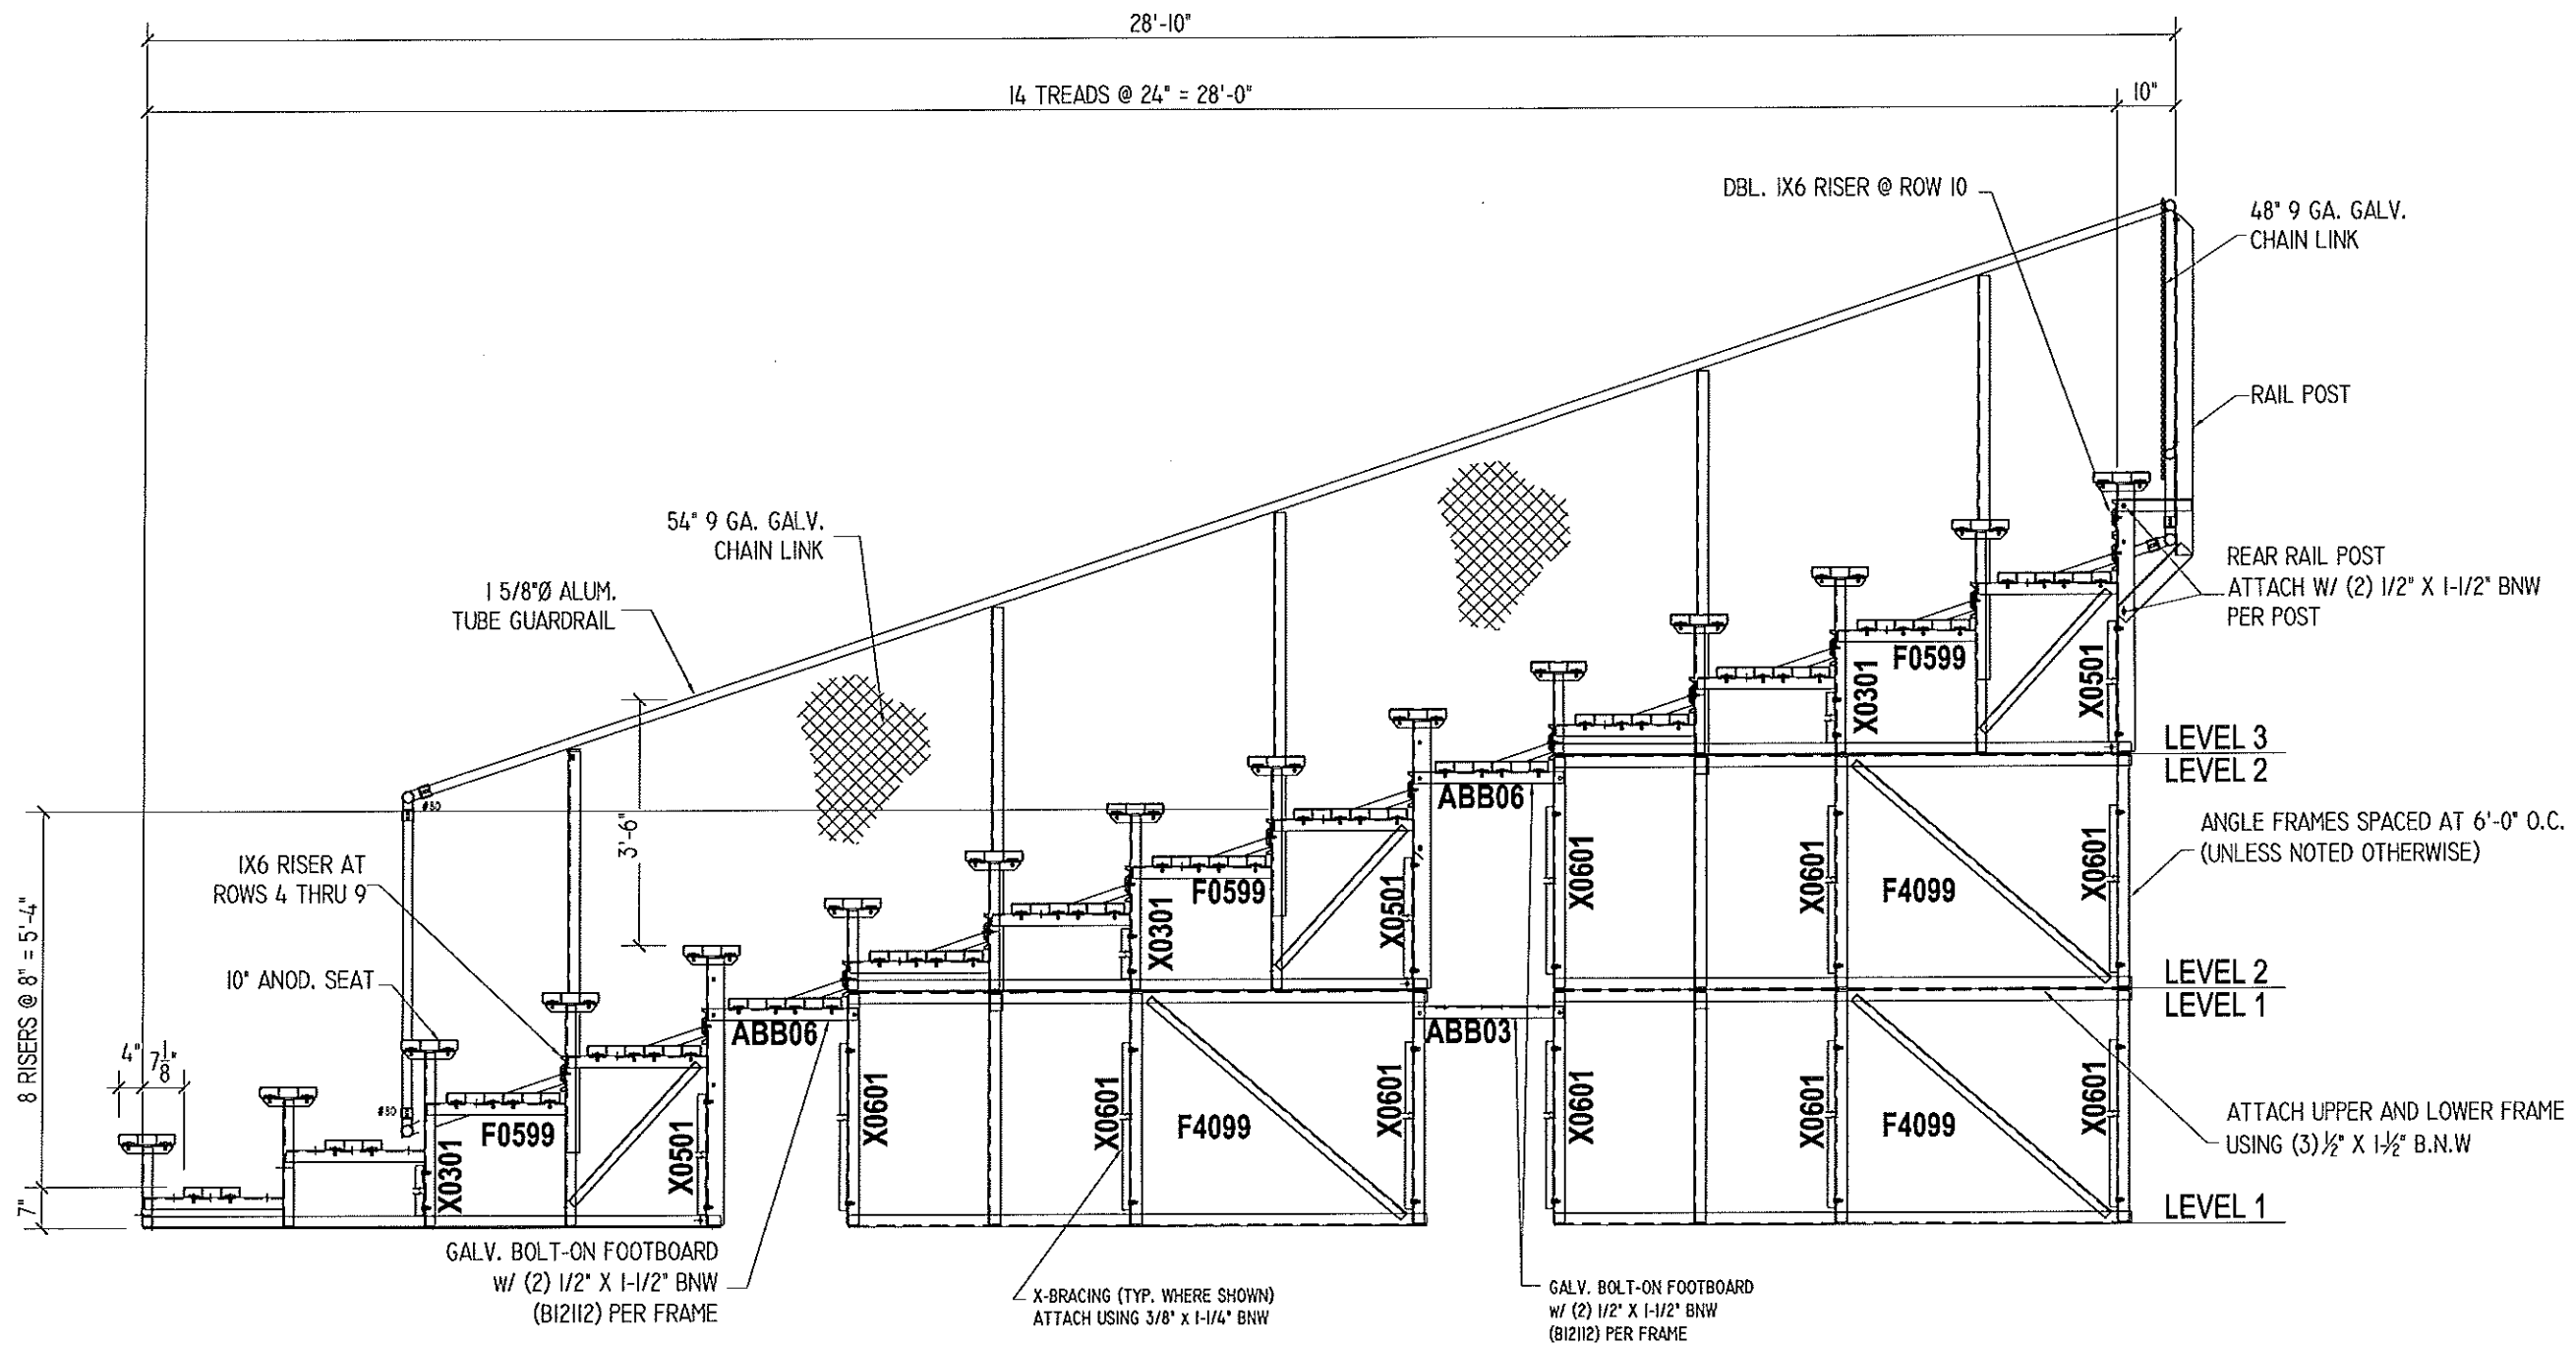 28'-10"
14 TREADS @ 24" = 28'-0"
10"
DBL. 1X6 RISER @ ROW 10
48" 9 GA. GALV.
CHAIN LINK
RAIL POST
54" 9 GA. GALV.
CHAIN LINK
1 5/8"Ø ALUM.
TUBE GUARDRAIL
REAR RAIL POST
ATTACH W/ (2) 1/2" X 1-1/2" BNW
PER POST
F0599
X0301
X0501
LEVEL 3
LEVEL 2
ABB06
3'-6"
#80
1X6 RISER AT
ROWS 4 THRU 9
F0599
X0301
X0501
X0601
X0601
F4099
X0601
ANGLE FRAMES SPACED AT 6'-0" O.C.
(UNLESS NOTED OTHERWISE)
8 RISERS @ 8" = 5'-4"
10" ANOD. SEAT
LEVEL 2
LEVEL 1
ABB06
ABB03
4"
7 1/8"
#80
7"
X0301
F0599
X0501
X0601
X0601
F4099
X0601
X0601
X0601
F4099
X0601
ATTACH UPPER AND LOWER FRAME
USING (3) 1/2" X 1-1/2" B.N.W
LEVEL 1
GALV. BOLT-ON FOOTBOARD
W/ (2) 1/2" X 1-1/2" BNW
(B12112) PER FRAME
X-BRACING (TYP. WHERE SHOWN)
ATTACH USING 3/8" x 1-1/4" BNW
GALV. BOLT-ON FOOTBOARD
W/ (2) 1/2" X 1-1/2" BNW
(B12112) PER FRAME